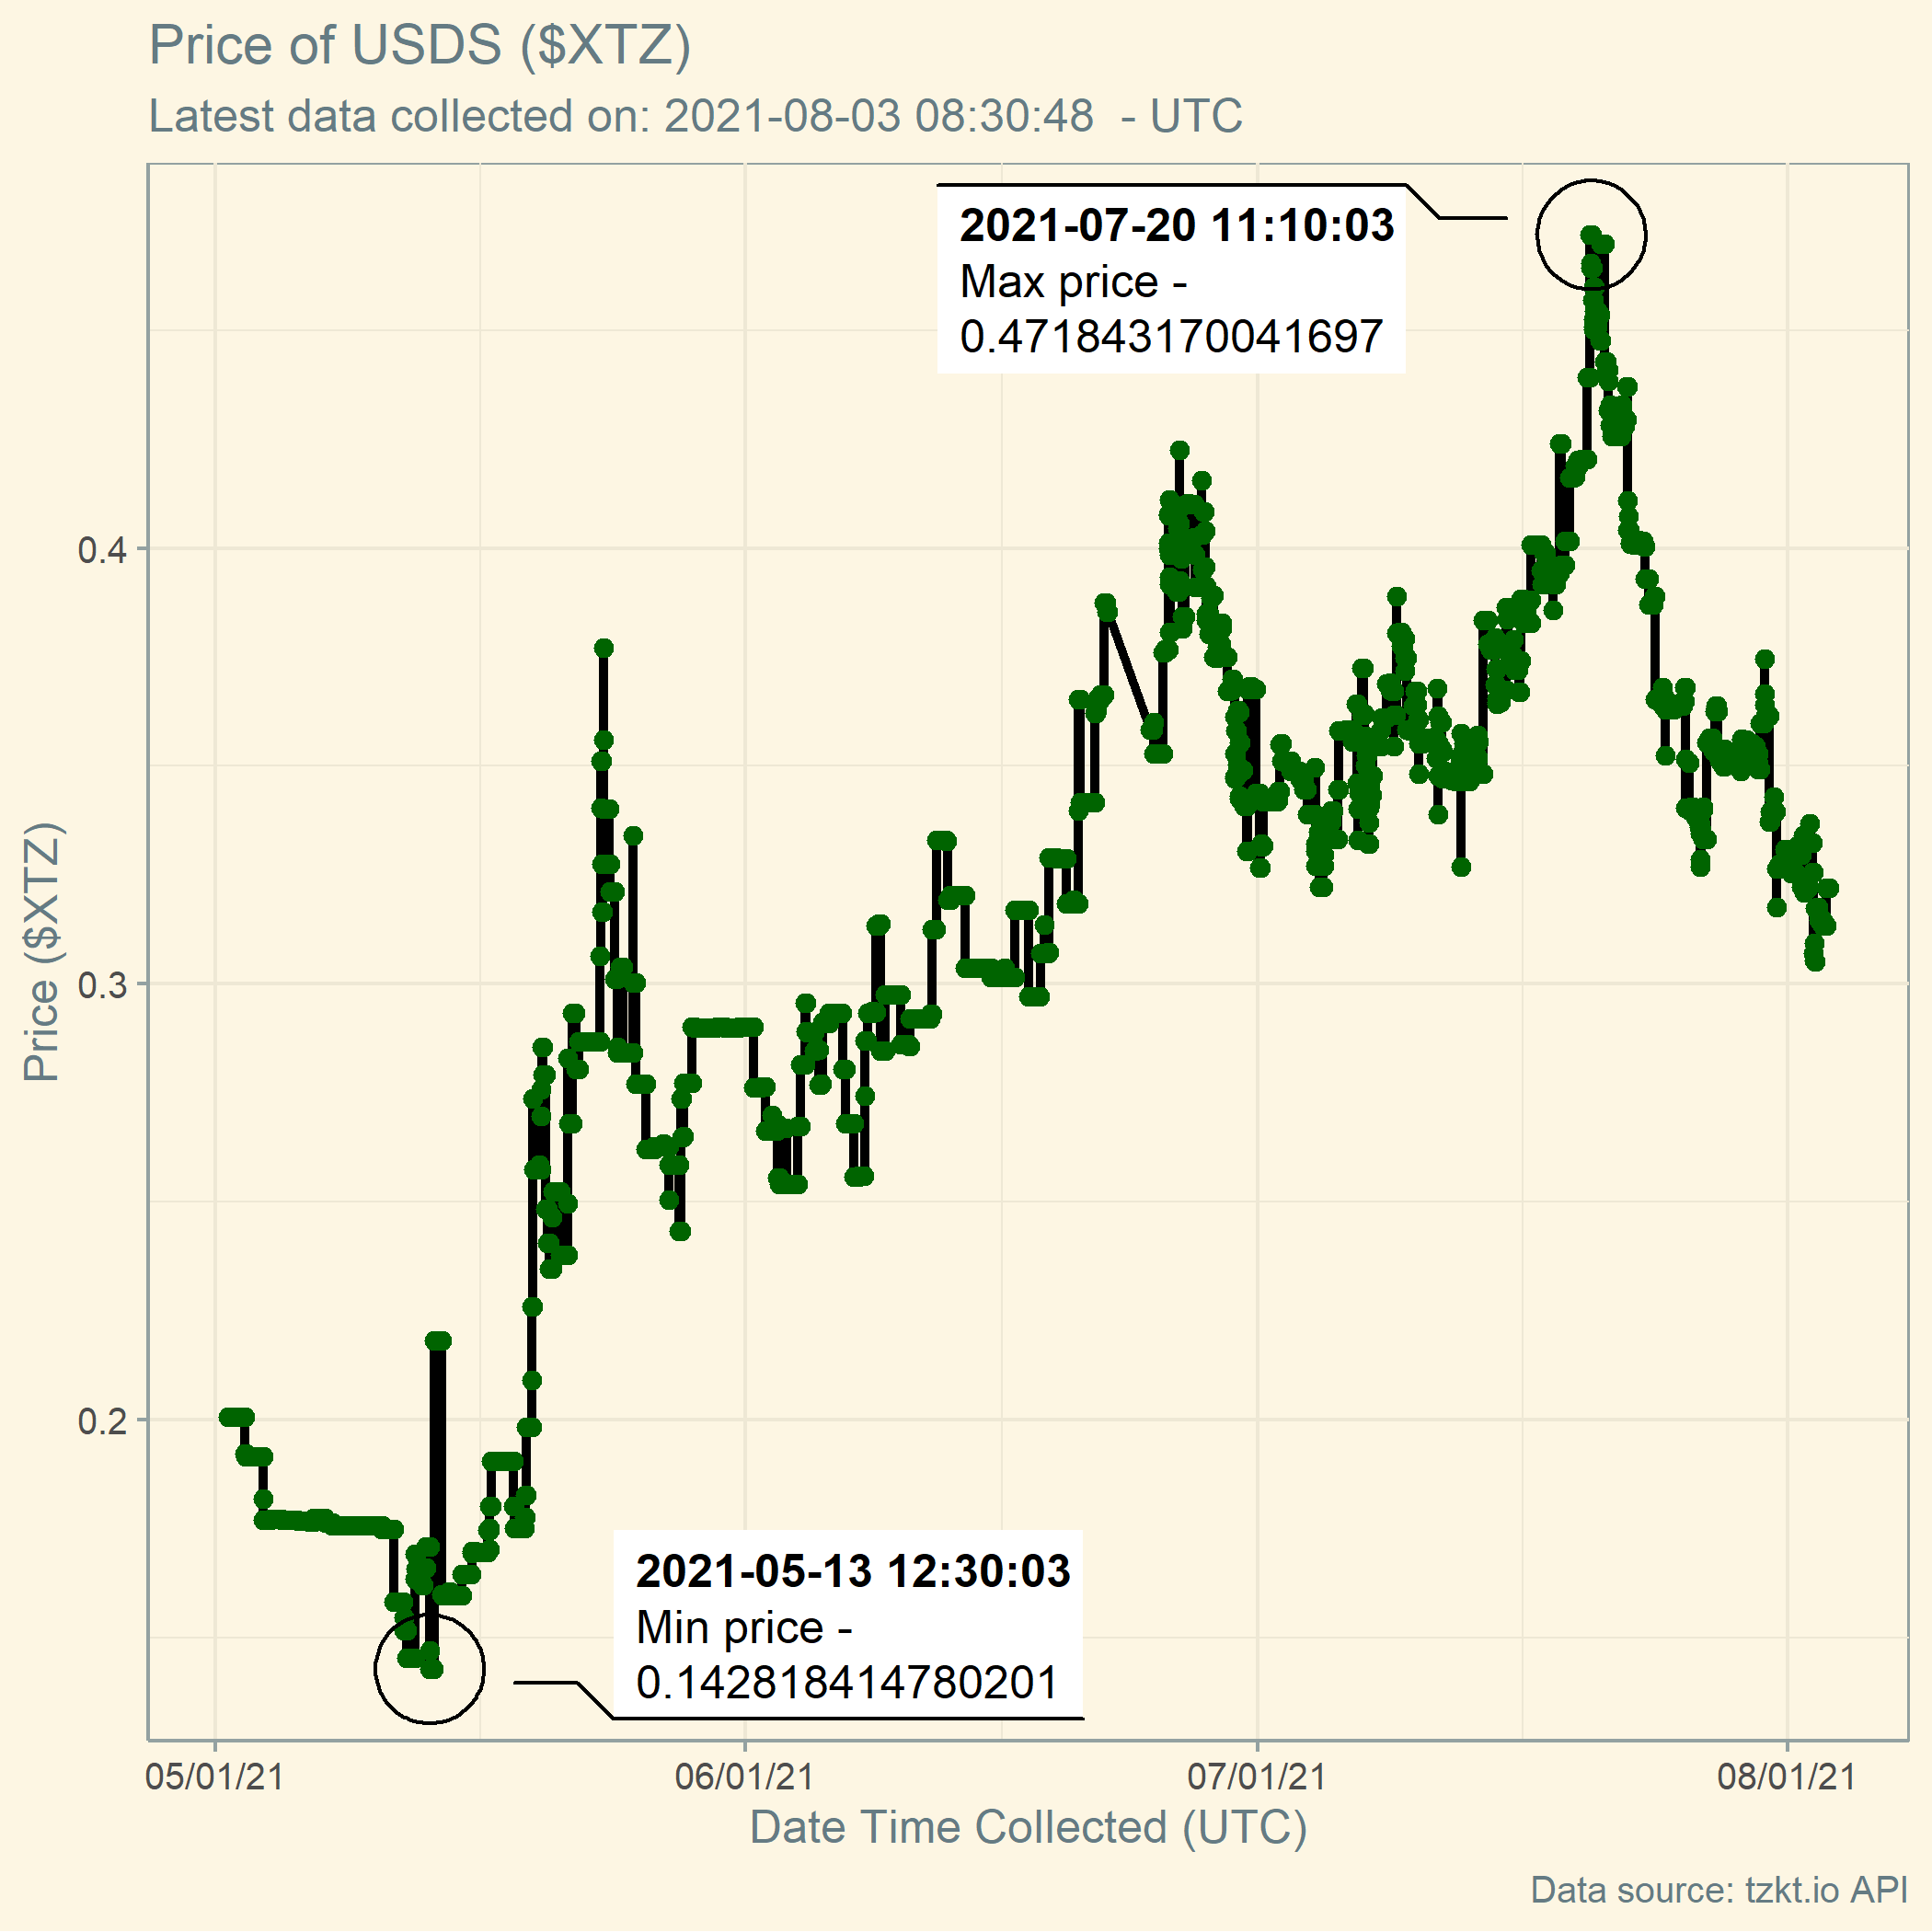 Price of USDS ($XTZ)
Latest data collected on: 2021-08-03 08:30:48  - UTC
2021-07-20 11:10:03
Max price -
0.471843170041697
0.4
0.3
0.2
Price ($XTZ)
2021-05-13 12:30:03
Min price -
0.142818414780201
05/01/21
06/01/21
07/01/21
08/01/21
Date Time Collected (UTC)
Data source: tzkt.io API